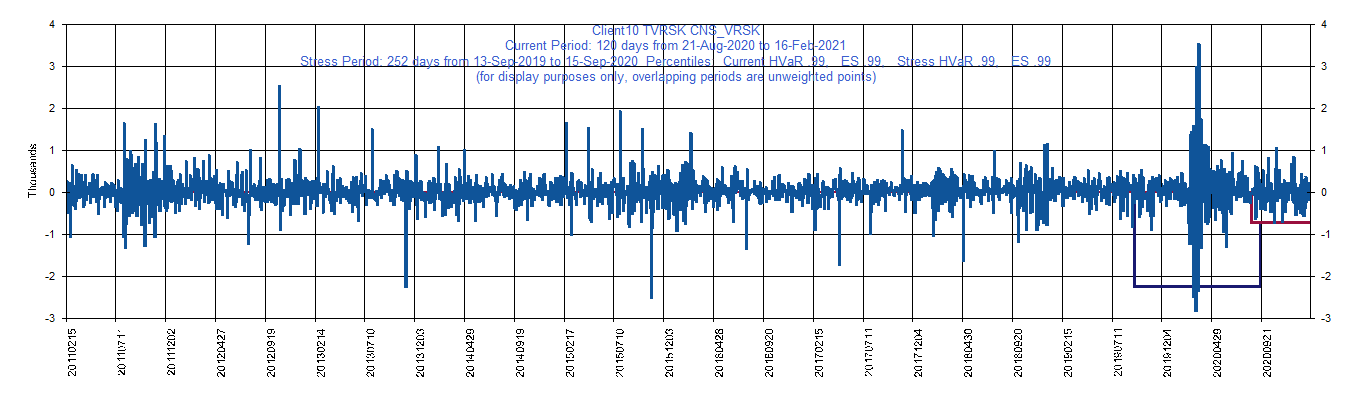 Client10 TVRSK CNS_VRSK
Current Period: 120 days from 21-Aug-2020 to 16-Feb-2021
Stress Period: 252 days from 13-Sep-2019 to 15-Sep-2020 Percentiles: Current HVaR .99, ES .99, Stress HVaR .99, ES .99
(for display purposes only, overlapping periods are unweighted points)
4 4
3 3
2 2
1 1
0 0
-1 -1
-2 -2
-3 -3
Thousands
20110215 20110711 20111202 20120427 20120919 20130214 20130710 20131203 20140429 20140919 20150217 20150710 20151203 20160428 20160920 20170215 20170711 20171204 20180430 20180920 20190215 20190711 20191204 20200429 20200921